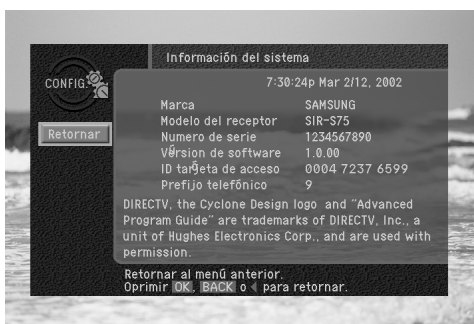 Información del sistema
CONFIG.
7:30:24p Mar 2/12, 2002
Retornar
Marca SAMSUNG
Modelo del receptor SIR-S75
Numero de serie 1234567890
Versión de software 1.0.00
ID tarjeta de acceso 0004 7237 6599
Prefijo telefónico 9
DIRECTV, the Cyclone Design logo and "Advanced
Program Guide" are trademarks of DIRECTV, Inc., a
unit of Hughes Electronics Corp., and are used with
permission.
Retornar al menú anterior.
Oprimir OK, BACK o ◀ para retornar.